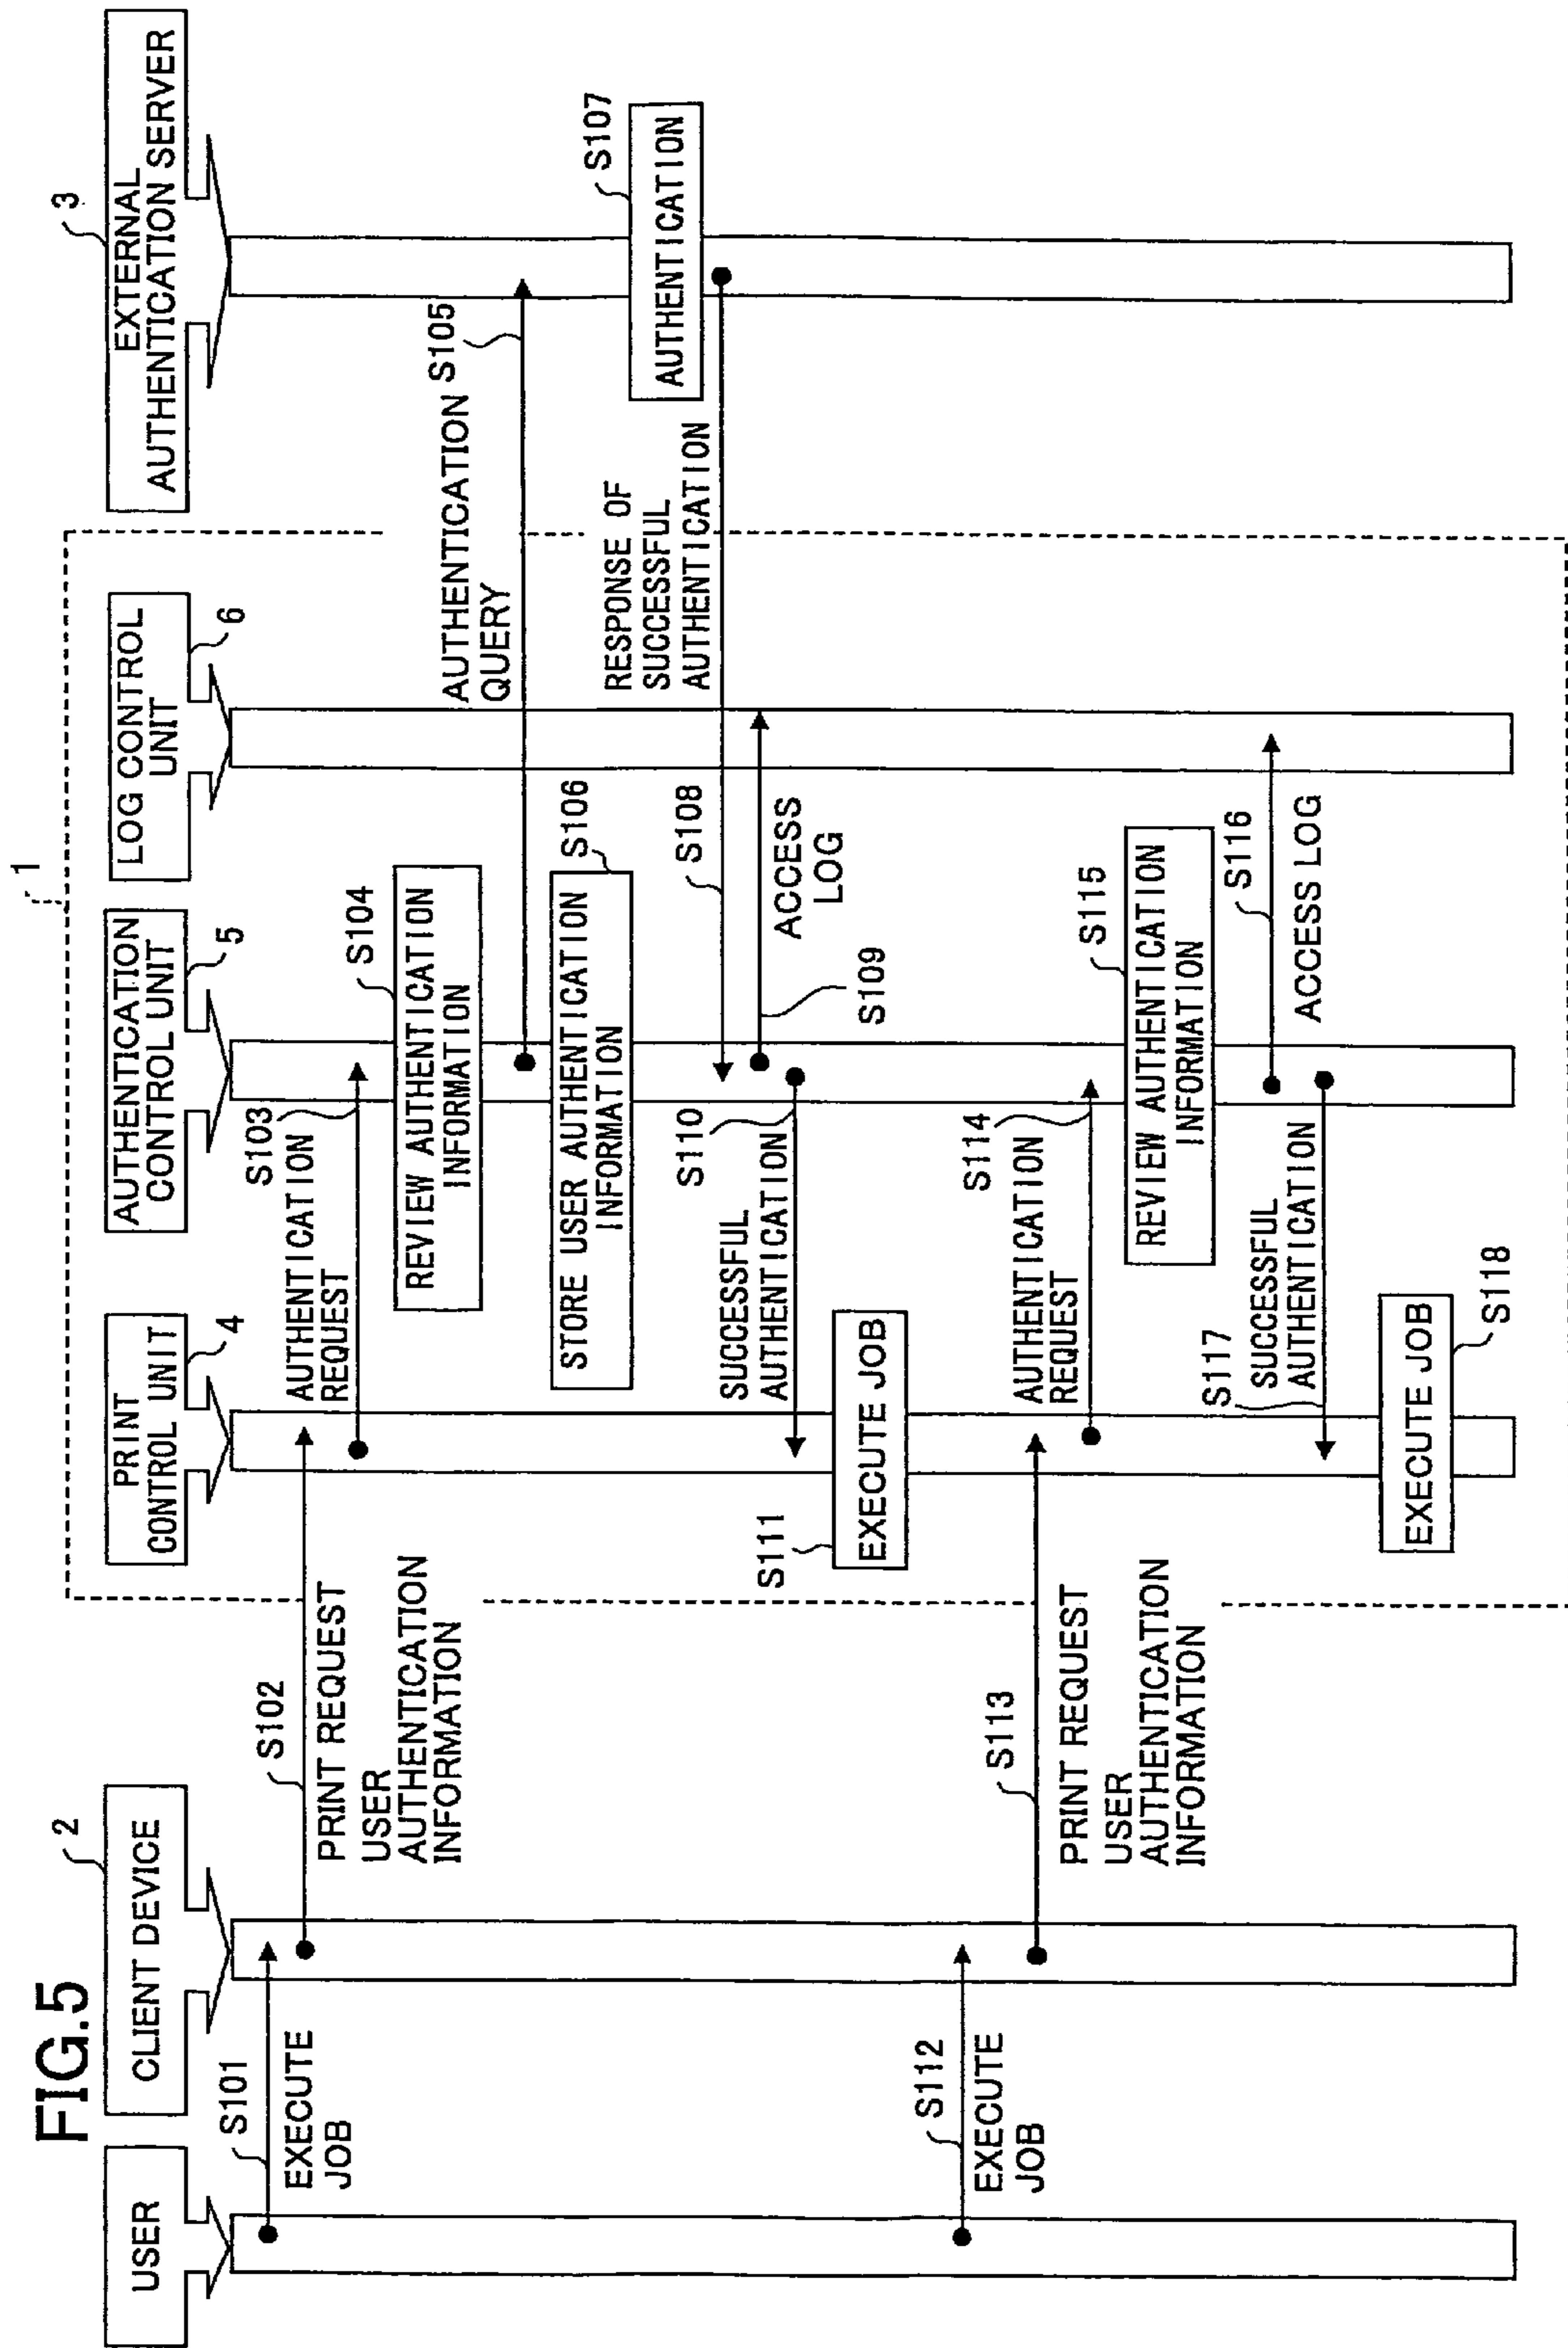 FIG.5
USER
CLIENT DEVICE
2
PRINT
CONTROL UNIT
4
AUTHENTICATION
CONTROL UNIT
5
LOG CONTROL
UNIT
6
1
EXTERNAL
AUTHENTICATION SERVER
3
S101
EXECUTE
JOB
S102
PRINT REQUEST
USER
AUTHENTICATION
INFORMATION
S103
AUTHENTICATION
REQUEST
S104
REVIEW AUTHENTICATION
INFORMATION
AUTHENTICATION
QUERY
S105
S106
STORE USER AUTHENTICATION
INFORMATION
S107
AUTHENTICATION
RESPONSE OF
SUCCESSFUL
AUTHENTICATION
S108
ACCESS
LOG
S109
S110
SUCCESSFUL
AUTHENTICATION
S111
EXECUTE JOB
S112
EXECUTE
JOB
S113
PRINT REQUEST
USER
AUTHENTICATION
INFORMATION
S114
AUTHENTICATION
REQUEST
S115
REVIEW AUTHENTICATION
INFORMATION
S116
ACCESS LOG
S117
SUCCESSFUL
AUTHENTICATION
EXECUTE JOB
S118